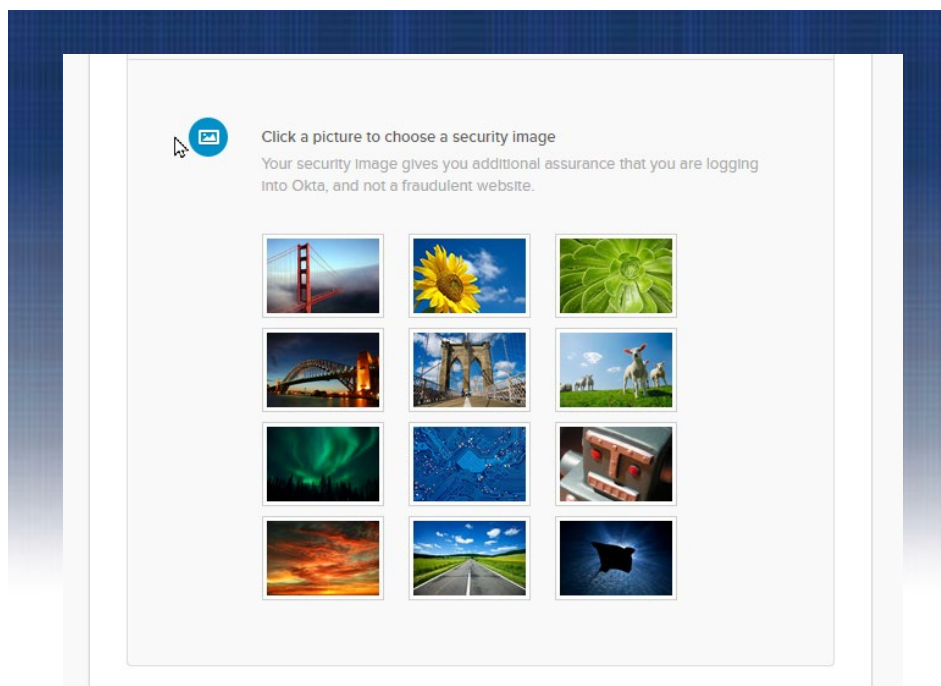 Click a picture to choose a security image
Your security image gives you additional assurance that you are logging
into Okta, and not a fraudulent website.